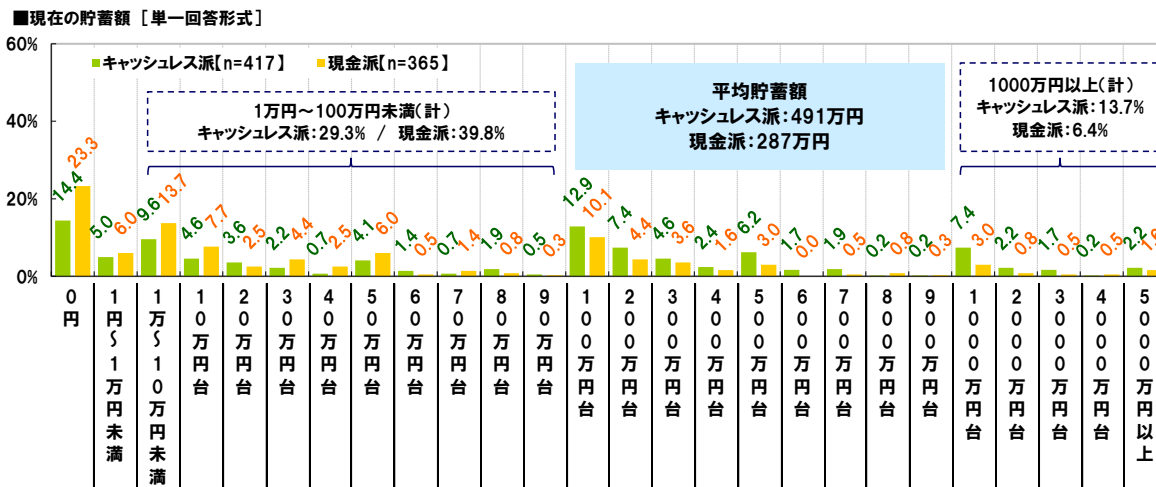 ■現在の貯蓄額 [単一回答形式]
60%
40%
20%
0%
キャッシュレス派【n=417】
現金派【n=365】
1万円～100万円未満(計)
キャッシュレス派:29.3% / 現金派:39.8%
平均貯蓄額
キャッシュレス派:491万円
現金派:287万円
1000万円以上(計)
キャッシュレス派:13.7%
現金派:6.4%
14.4 23.3
5.0 6.0
9.6 13.7
4.6 7.7
3.6 2.5
2.2 4.4
0.7 2.5
4.1 6.0
1.4 0.5
0.7 1.4
1.9 0.8
0.5 0.3
12.9 10.1
7.4 4.4
4.6 3.6
2.4 1.6
6.2 3.0
1.7 0.0
1.9 0.5
0.2 0.8
0.2 0.3
7.4 3.0
2.2 0.8
1.7 0.5
0.2 0.5
2.2 1.6
0円
1円～1万円未満
1万～10万円未満
10万円台
20万円台
30万円台
40万円台
50万円台
60万円台
70万円台
80万円台
90万円台
100万円台
200万円台
300万円台
400万円台
500万円台
600万円台
700万円台
800万円台
900万円台
1000万円台
2000万円台
3000万円台
4000万円台
5000万円以上